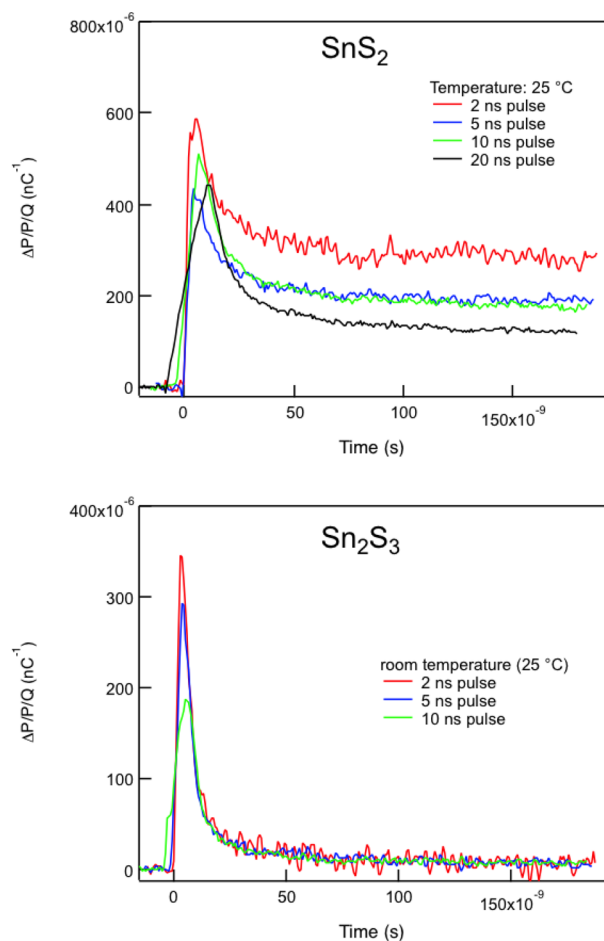 800x10⁻⁶
SnS₂
Temperature: 25 °C
2 ns pulse
5 ns pulse
10 ns pulse
20 ns pulse
600
400
200
0
ΔP/P/Q (nC⁻¹)
0
50
100
150x10⁻⁹
Time (s)
400x10⁻⁶
Sn₂S₃
room temperature (25 °C)
2 ns pulse
5 ns pulse
10 ns pulse
300
200
100
0
ΔP/P/Q (nC⁻¹)
0
50
100
150x10⁻⁹
Time (s)